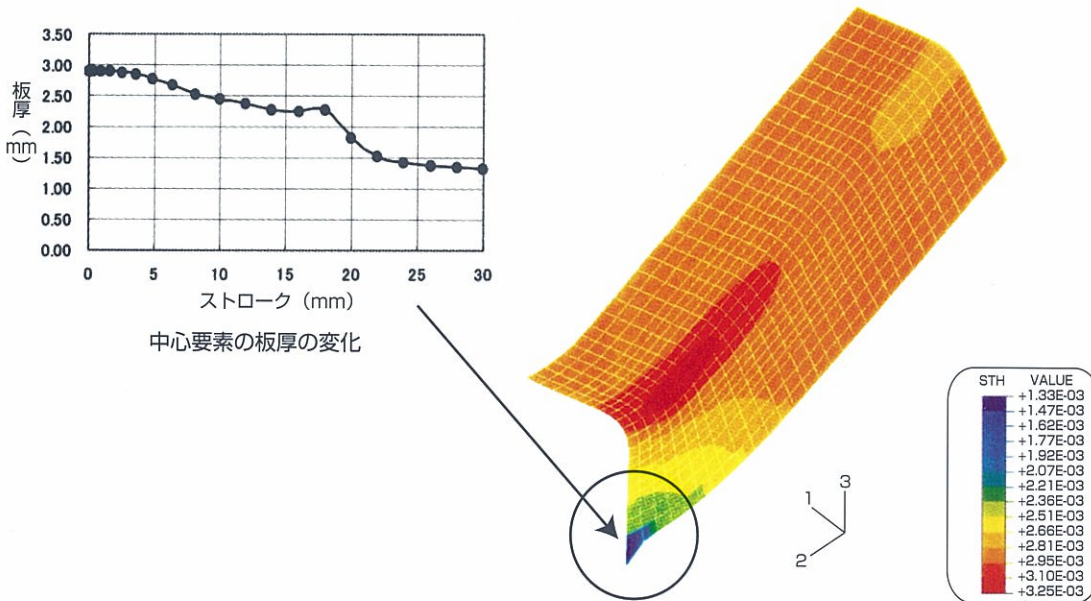 板厚（mm）
3.50
3.00
2.50
2.00
1.50
1.00
0.50
0.00
0 5 10 15 20 25 30
ストローク（mm）
中心要素の板厚の変化
1
2
3
STH VALUE
+1.33E-03
+1.47E-03
+1.62E-03
+1.77E-03
+1.92E-03
+2.07E-03
+2.21E-03
+2.36E-03
+2.51E-03
+2.66E-03
+2.81E-03
+2.95E-03
+3.10E-03
+3.25E-03